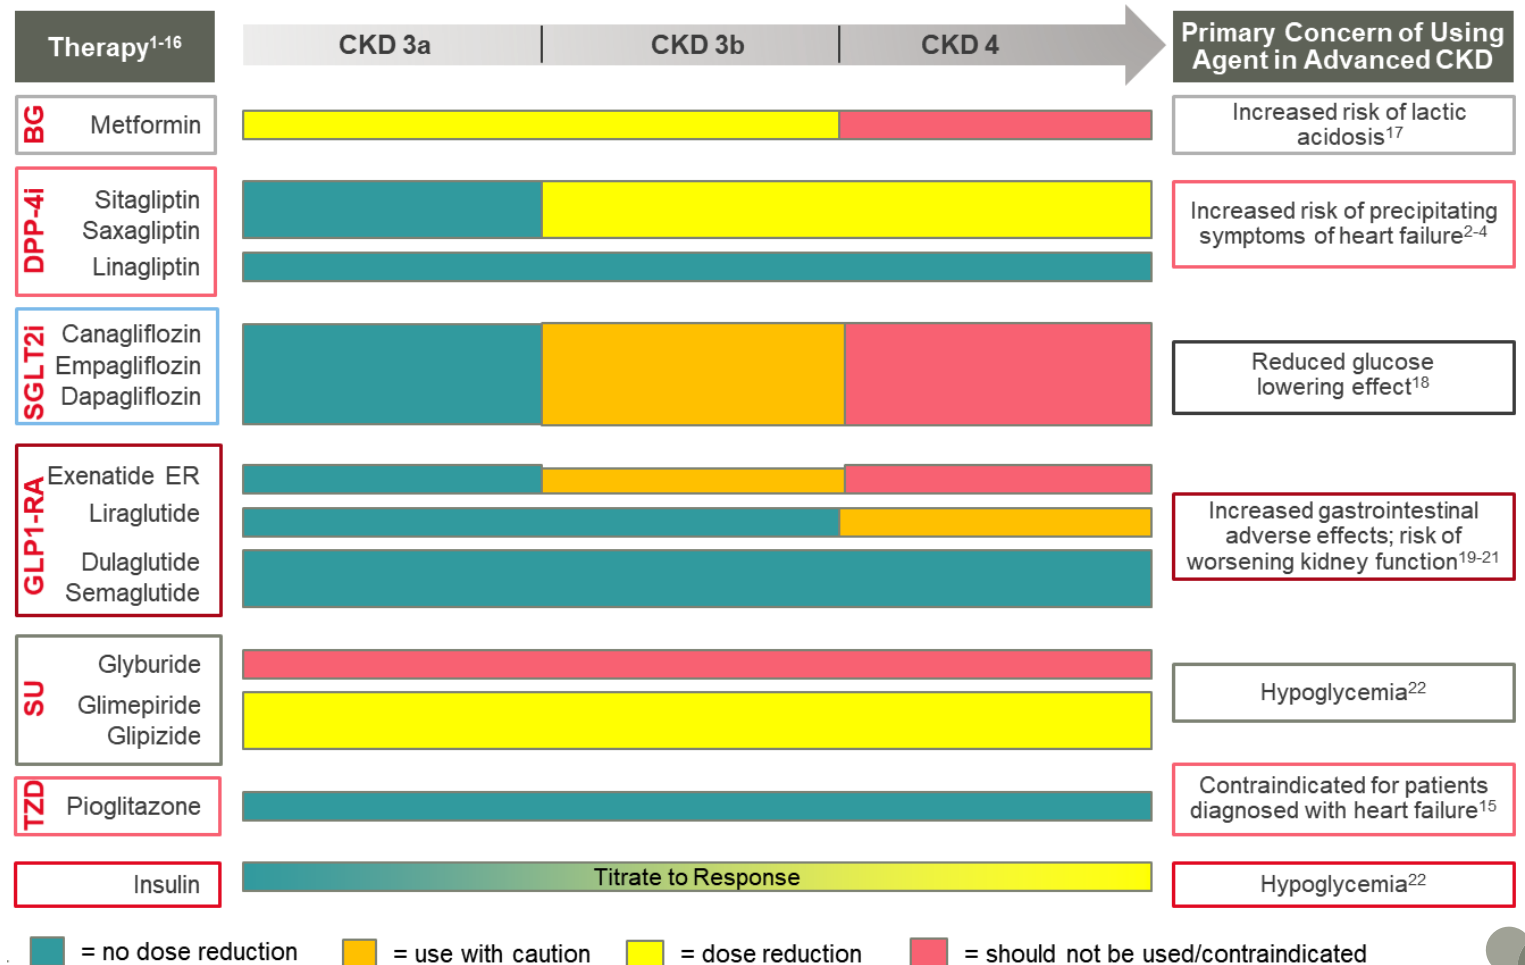 Therapy1-16
CKD 3a
CKD 3b
CKD 4
Primary Concern of Using
Agent in Advanced CKD
BG
Metformin
Increased risk of lactic
acidosis17
DPP-4i
Sitagliptin
Saxagliptin
Linagliptin
Increased risk of precipitating
symptoms of heart failure2-4
SGLT2i
Canagliflozin
Empagliflozin
Dapagliflozin
Reduced glucose
lowering effect18
GLP1-RA
Exenatide ER
Liraglutide
Dulaglutide
Semaglutide
Increased gastrointestinal
adverse effects; risk of
worsening kidney function19-21
SU
Glyburide
Glimepiride
Glipizide
Hypoglycemia22
TZD
Pioglitazone
Contraindicated for patients
diagnosed with heart failure15
Insulin
Titrate to Response
Hypoglycemia22
= no dose reduction
= use with caution
= dose reduction
= should not be used/contraindicated